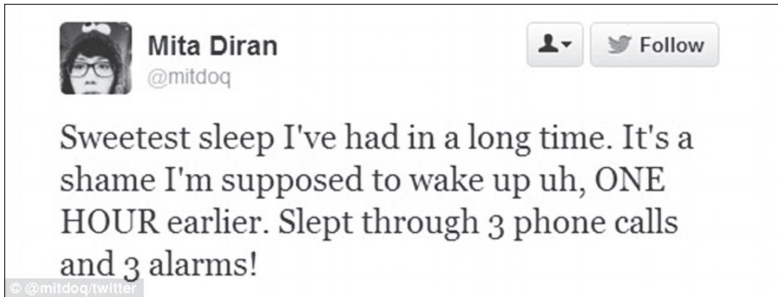 Mita Diran
@mitdoq
Follow
Sweetest sleep I've had in a long time. It's a
shame I'm supposed to wake up uh, ONE
HOUR earlier. Slept through 3 phone calls
and 3 alarms!
© @mitdoq/twitter